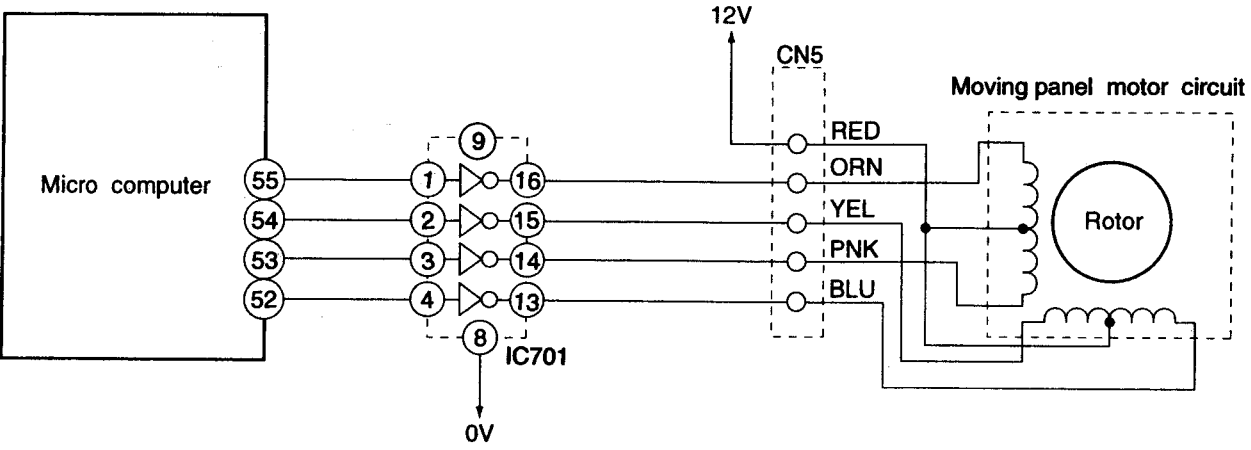 12V
CN5
Moving panel motor circuit
RED
ORN
YEL
PNK
BLU
Micro computer
55
54
53
52
9
1
16
2
15
3
14
4
13
8
IC701
0V
Rotor